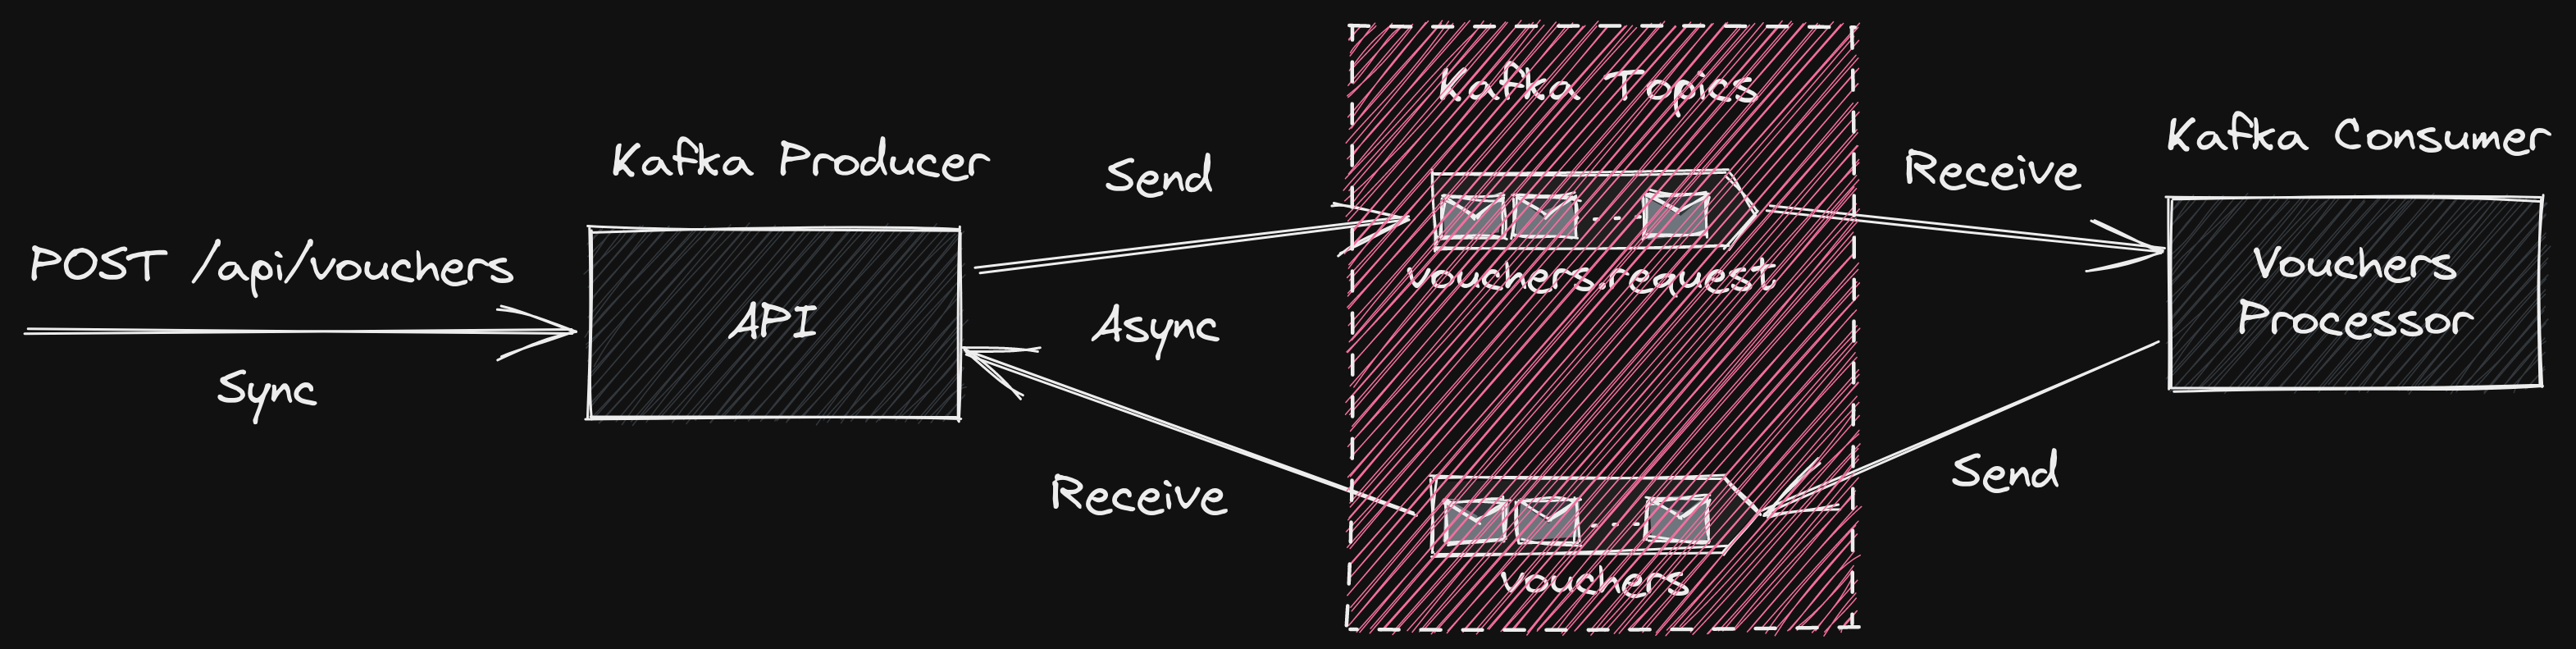 POST /api/vouchers
Sync
Kafka Producer
API
Send
Async
Receive
Kafka Topics
vouchers.request
vouchers
Receive
Send
Kafka Consumer
Vouchers
Processor